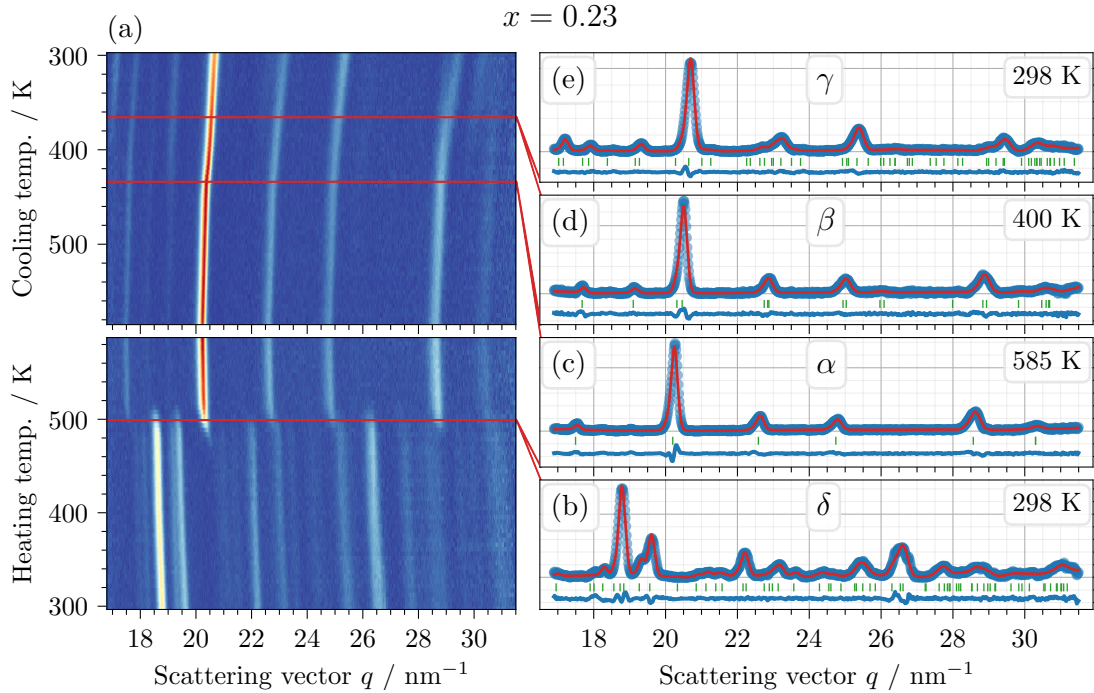 x = 0.23
(a)
300
400
500
Cooling temp. / K
500
400
300
Heating temp. / K
18 20 22 24 26 28 30
Scattering vector q / nm⁻¹
(e) γ 298 K
(d) β 400 K
(c) α 585 K
(b) δ 298 K
18 20 22 24 26 28 30
Scattering vector q / nm⁻¹